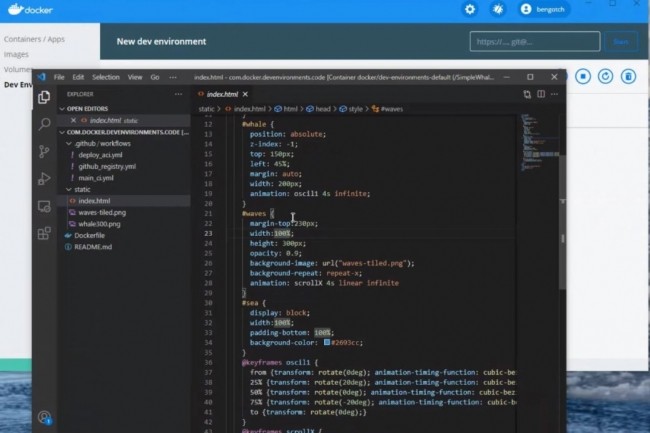 docker
bengotch
Containers / Apps
Images
Volume
Dev En
New dev environment
https://..., git@...
File Edit Selection View Go ···
index.html - com.docker.devenvironments.code [Container docker/dev-environments-default (/SimpleWhal...
EXPLORER ···
OPEN EDITORS
index.html static
COM.DOCKER.DEVENVIRONMENTS.CODE [...
.github / workflows
deploy_aci.yml
github_registry.yml
main_ci.yml
static
index.html
waves-tiled.png
whale300.png
Dockerfile
README.md
index.html
static > index.html > html > head > style > #waves
11 }
12 #whale {
13 position: absolute;
14 z-index: -1;
15 top: 150px;
16 left: 45%;
17 margin: auto;
18 width: 200px;
19 animation: oscil1 4s infinite;
20 }
21 #waves {
22 margin-top:230px;
23 width:100%;
24 height: 300px;
25 opacity: 0.9;
26 background-image: url("waves-tiled.png");
27 background-repeat: repeat-x;
28 animation: scrollX 4s linear infinite
29 }
30 #sea {
31 display: block;
32 width:100%;
33 padding-bottom: 100%;
34 background-color: #2693cc;
35 }
36 @keyframes oscil1 {
37 from {transform: rotate(0deg); animation-timing-function: cubic-be
38 25% {transform: rotate(20deg); animation-timing-function: cubic-bez
39 50% {transform: rotate(0deg); animation-timing-function: cubic-bez
40 75% {transform: rotate(-20deg); animation-timing-function: cubic-be
41 to {transform: rotate(0deg);}
42 }
43 @keyframes scrollX {